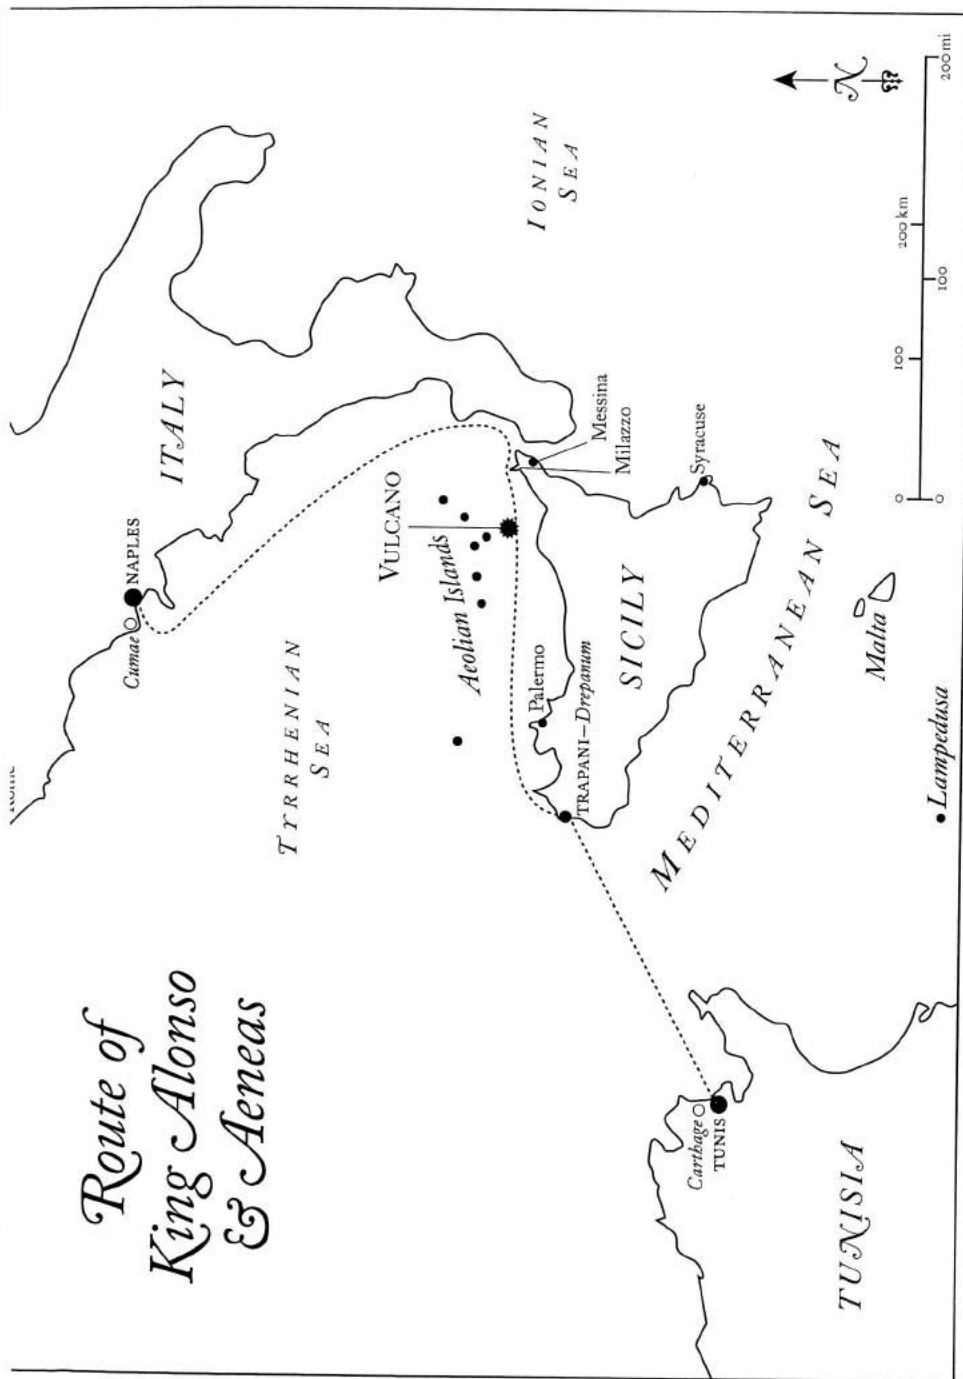 Route of
King Alonso
& Aeneas
Cumae
NAPLES
ITALY
TYRRHENIAN
SEA
IONIAN
SEA
VULCANO
Aeolian Islands
Messina
Milazzo
Palermo
TRAPANI–Drepanum
SICILY
Syracuse
MEDITERRANEAN SEA
Carthage
TUNIS
TUNISIA
Malta
Lampedusa
N
0 100 200 km
0 100 200 mi